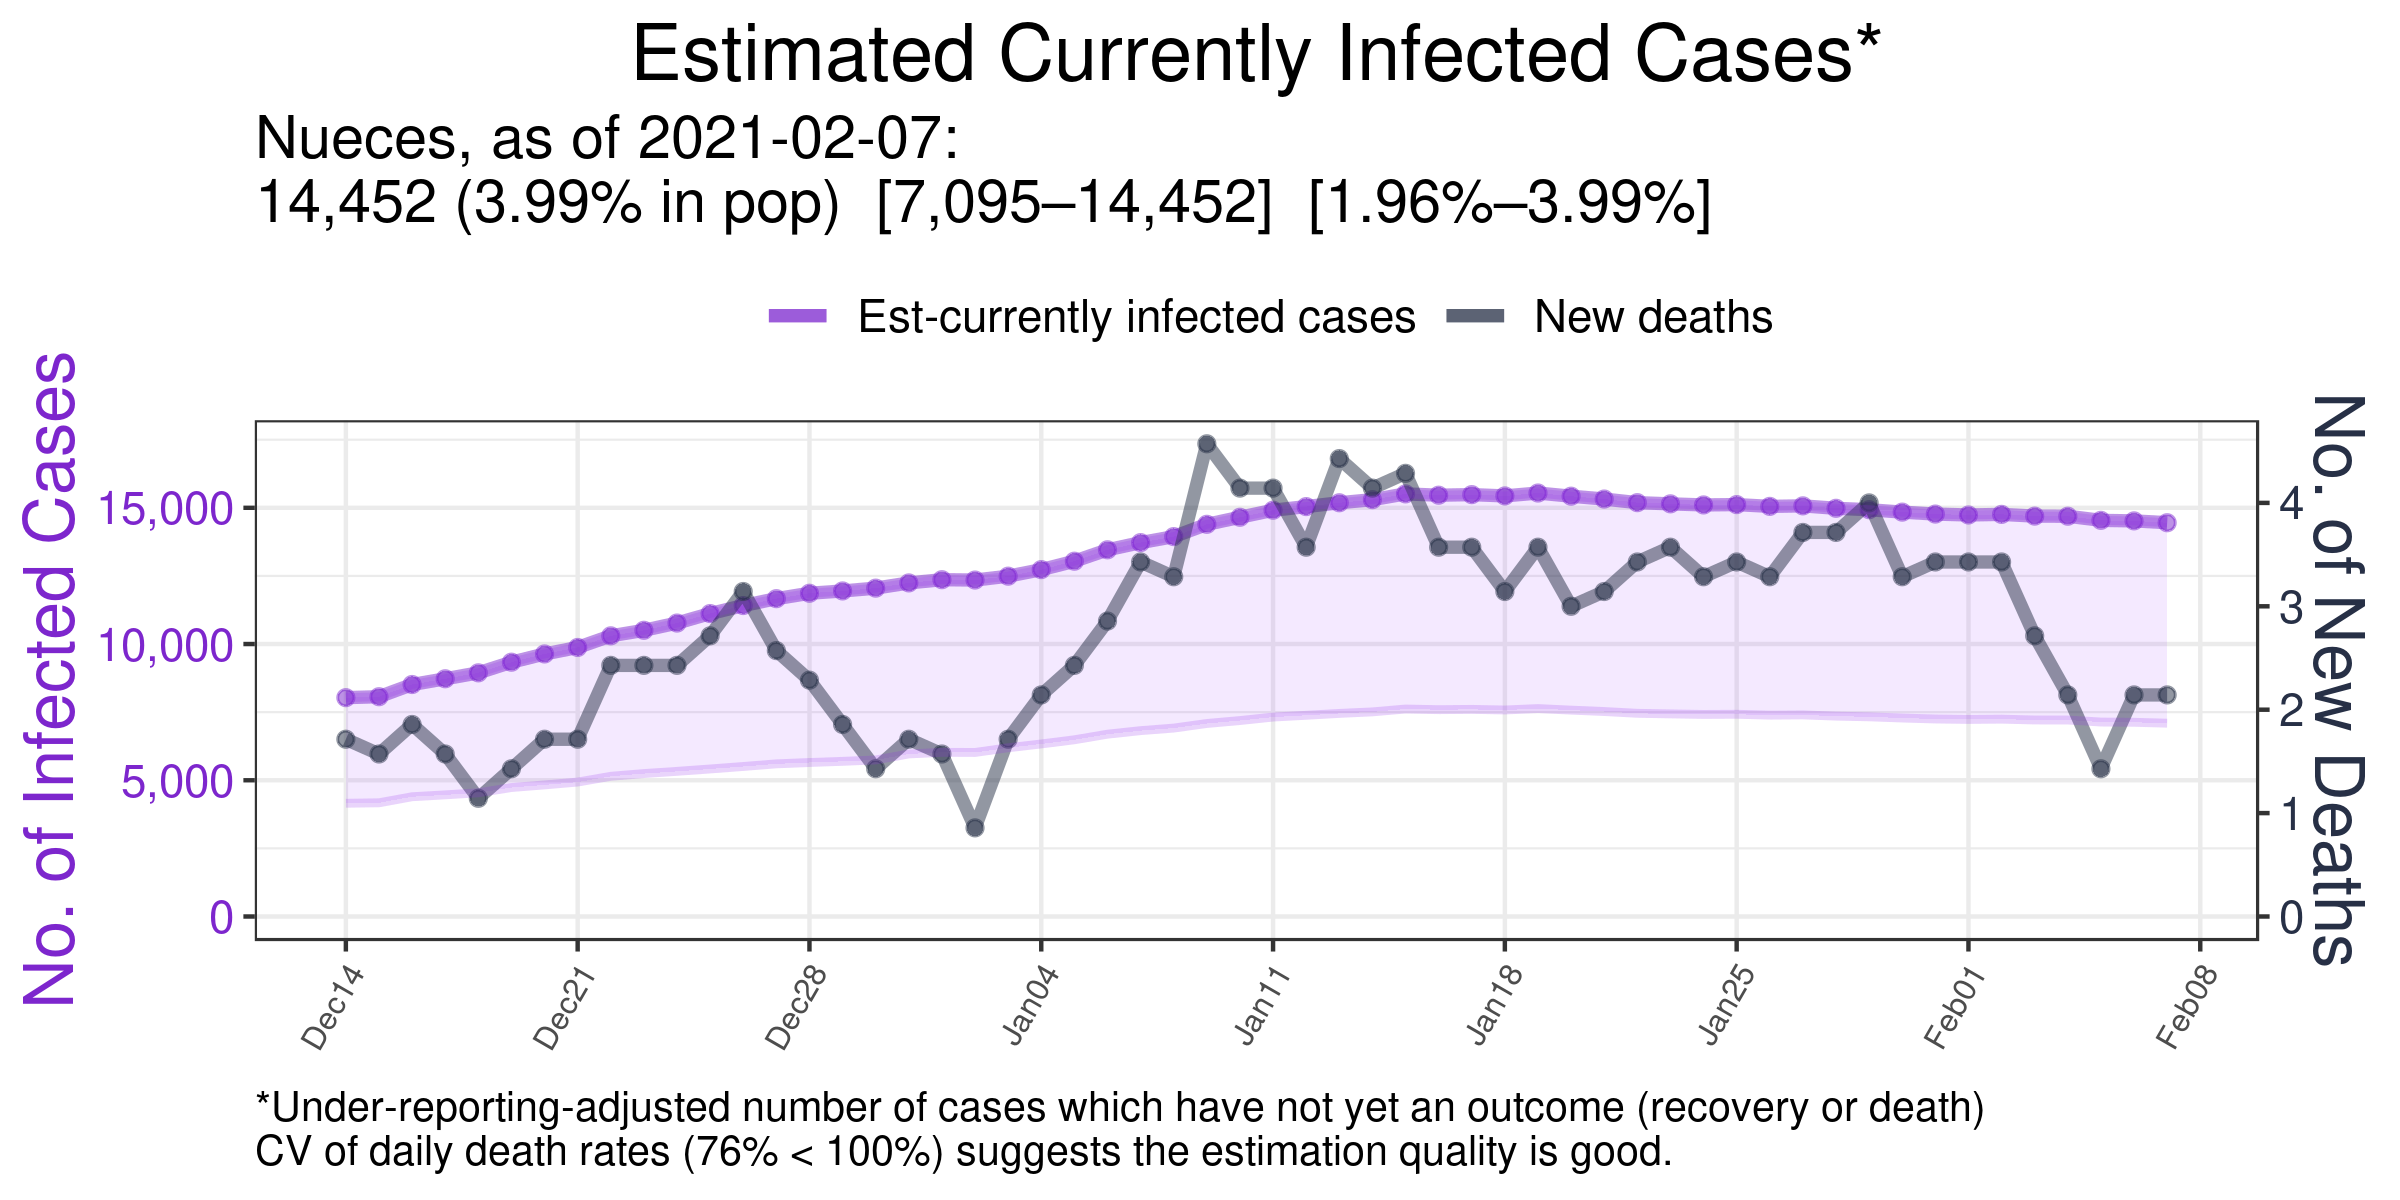 Estimated Currently Infected Cases*
Nueces, as of 2021-02-07:
14,452 (3.99% in pop)  [7,095–14,452]  [1.96%–3.99%]
Est-currently infected cases
New deaths
No. of Infected Cases
15,000
10,000
5,000
0
4
3
2
1
0
No. of New Deaths
Dec14
Dec21
Dec28
Jan04
Jan11
Jan18
Jan25
Feb01
Feb08
*Under-reporting-adjusted number of cases which have not yet an outcome (recovery or death)
CV of daily death rates (76% < 100%) suggests the estimation quality is good.